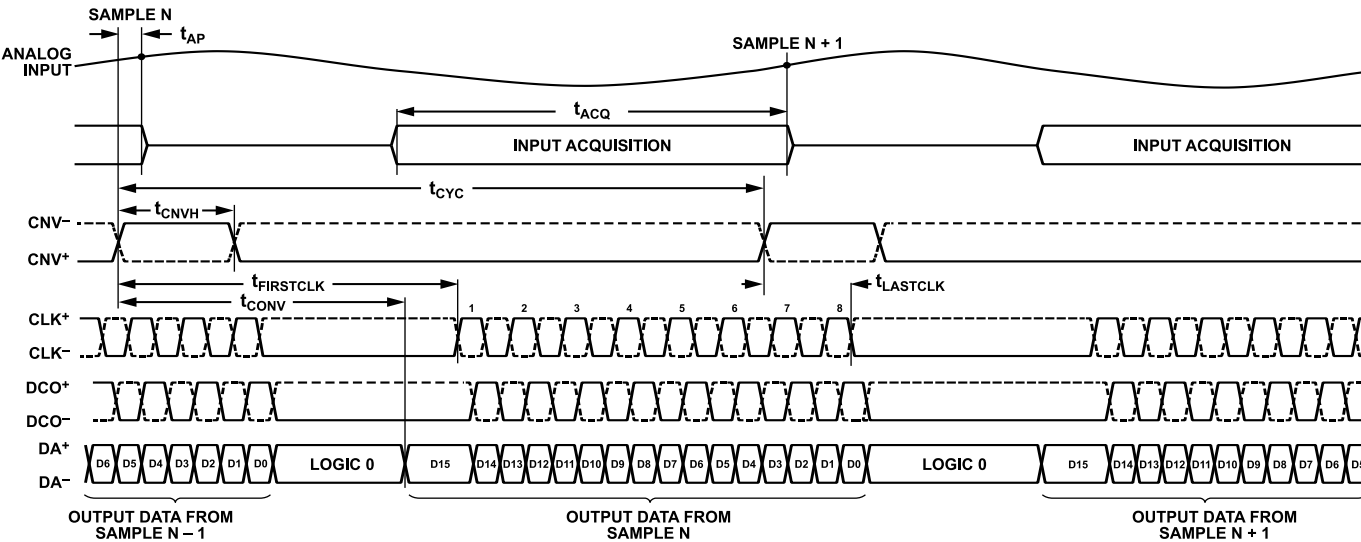 SAMPLE N
tAP
ANALOG
INPUT
SAMPLE N + 1
tACQ
INPUT ACQUISITION
INPUT ACQUISITION
tCYC
tCNVH
CNV−
CNV+
tFIRSTCLK
tLASTCLK
tCONV
1 2 3 4 5 6 7 8
CLK+
CLK−
DCO+
DCO−
DA+
DA−
D6 D5 D4 D3 D2 D1 D0 LOGIC 0 D15 D14 D13 D12 D11 D10 D9 D8 D7 D6 D5 D4 D3 D2 D1 D0 LOGIC 0 D15 D14 D13 D12 D11 D10 D9 D8 D7 D6 D5
OUTPUT DATA FROM
SAMPLE N – 1
OUTPUT DATA FROM
SAMPLE N
OUTPUT DATA FROM
SAMPLE N + 1